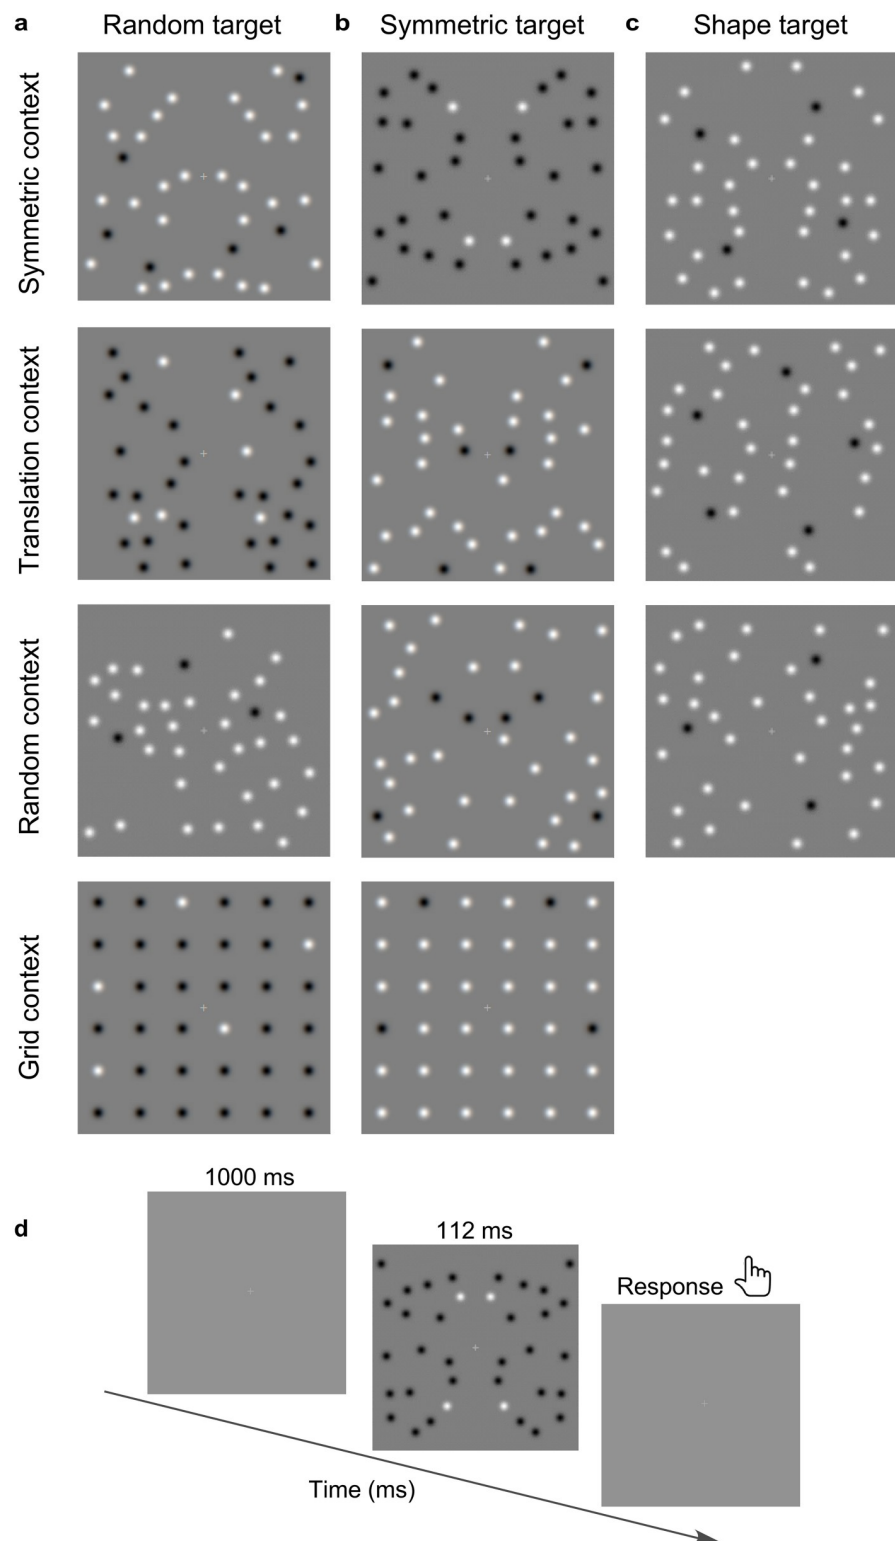 a Random target
b Symmetric target
c Shape target
Symmetric context
Translation context
Random context
Grid context
d
1000 ms
112 ms
Response
Time (ms)